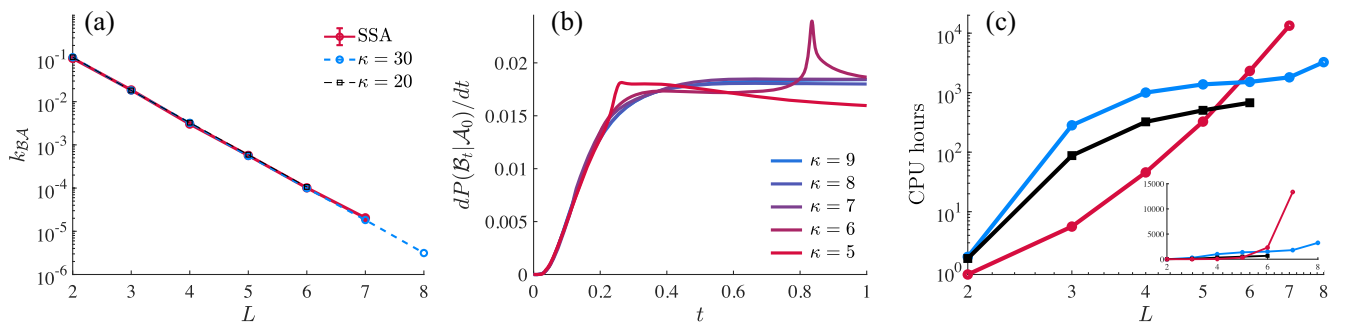 (a)
SSA
κ = 30
κ = 20
k_{ℬ𝒜}
10^{-1}
10^{-2}
10^{-3}
10^{-4}
10^{-5}
10^{-6}
2 3 4 5 6 7 8
L
(b)
dP(ℬ_t|𝒜_0)/dt
0.02
0.015
0.01
0.005
0
κ = 9
κ = 8
κ = 7
κ = 6
κ = 5
0 0.2 0.4 0.6 0.8 1
t
(c)
CPU hours
10^4
10^3
10^2
10^1
10^0
15000
10000
5000
0
2 4 6 8
2 3 4 5 6 7 8
L